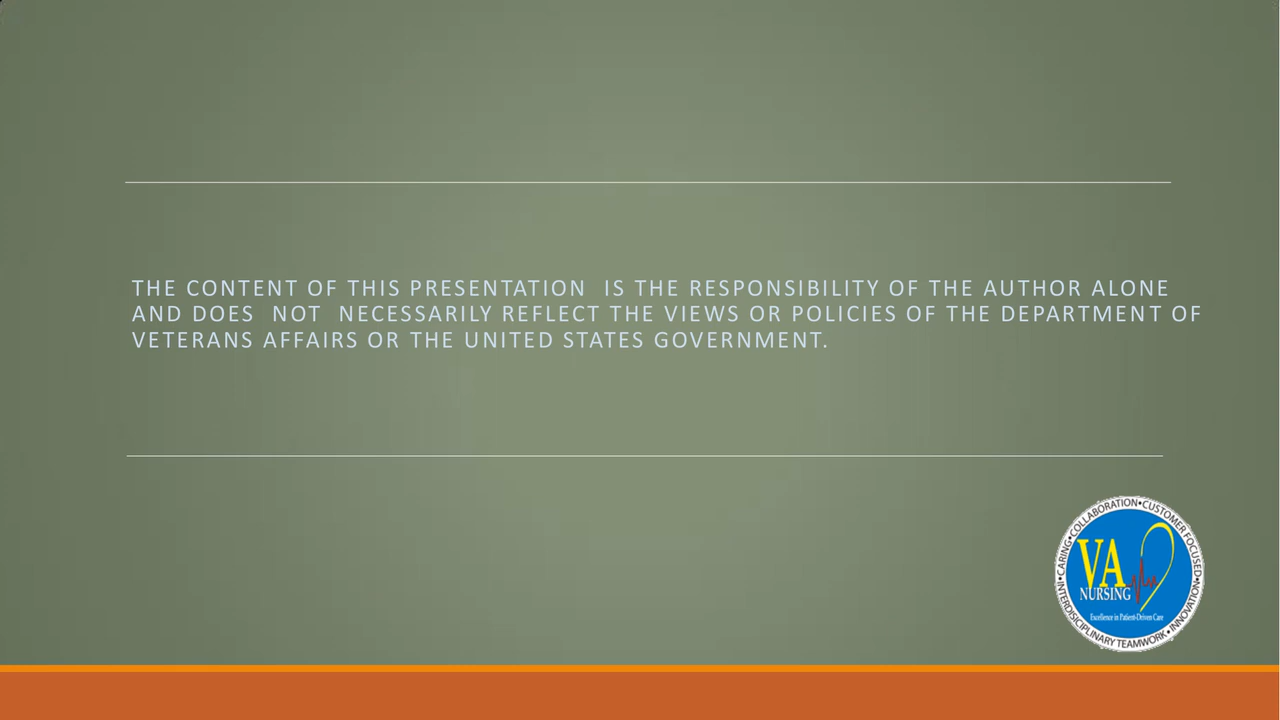 THE CONTENT OF THIS PRESENTATION  IS THE RESPONSIBILITY OF THE AUTHOR ALONE
AND DOES  NOT  NECESSARILY REFLECT THE VIEWS OR POLICIES OF THE DEPARTMENT OF
VETERANS AFFAIRS OR THE UNITED STATES GOVERNMENT.
•CARING•COLLABORATION•CUSTOMER FOCUSED•
VA
NURSING
Excellence in Patient-Driven Care
•INTERDISCIPLINARY TEAMWORK•INNOVATION•